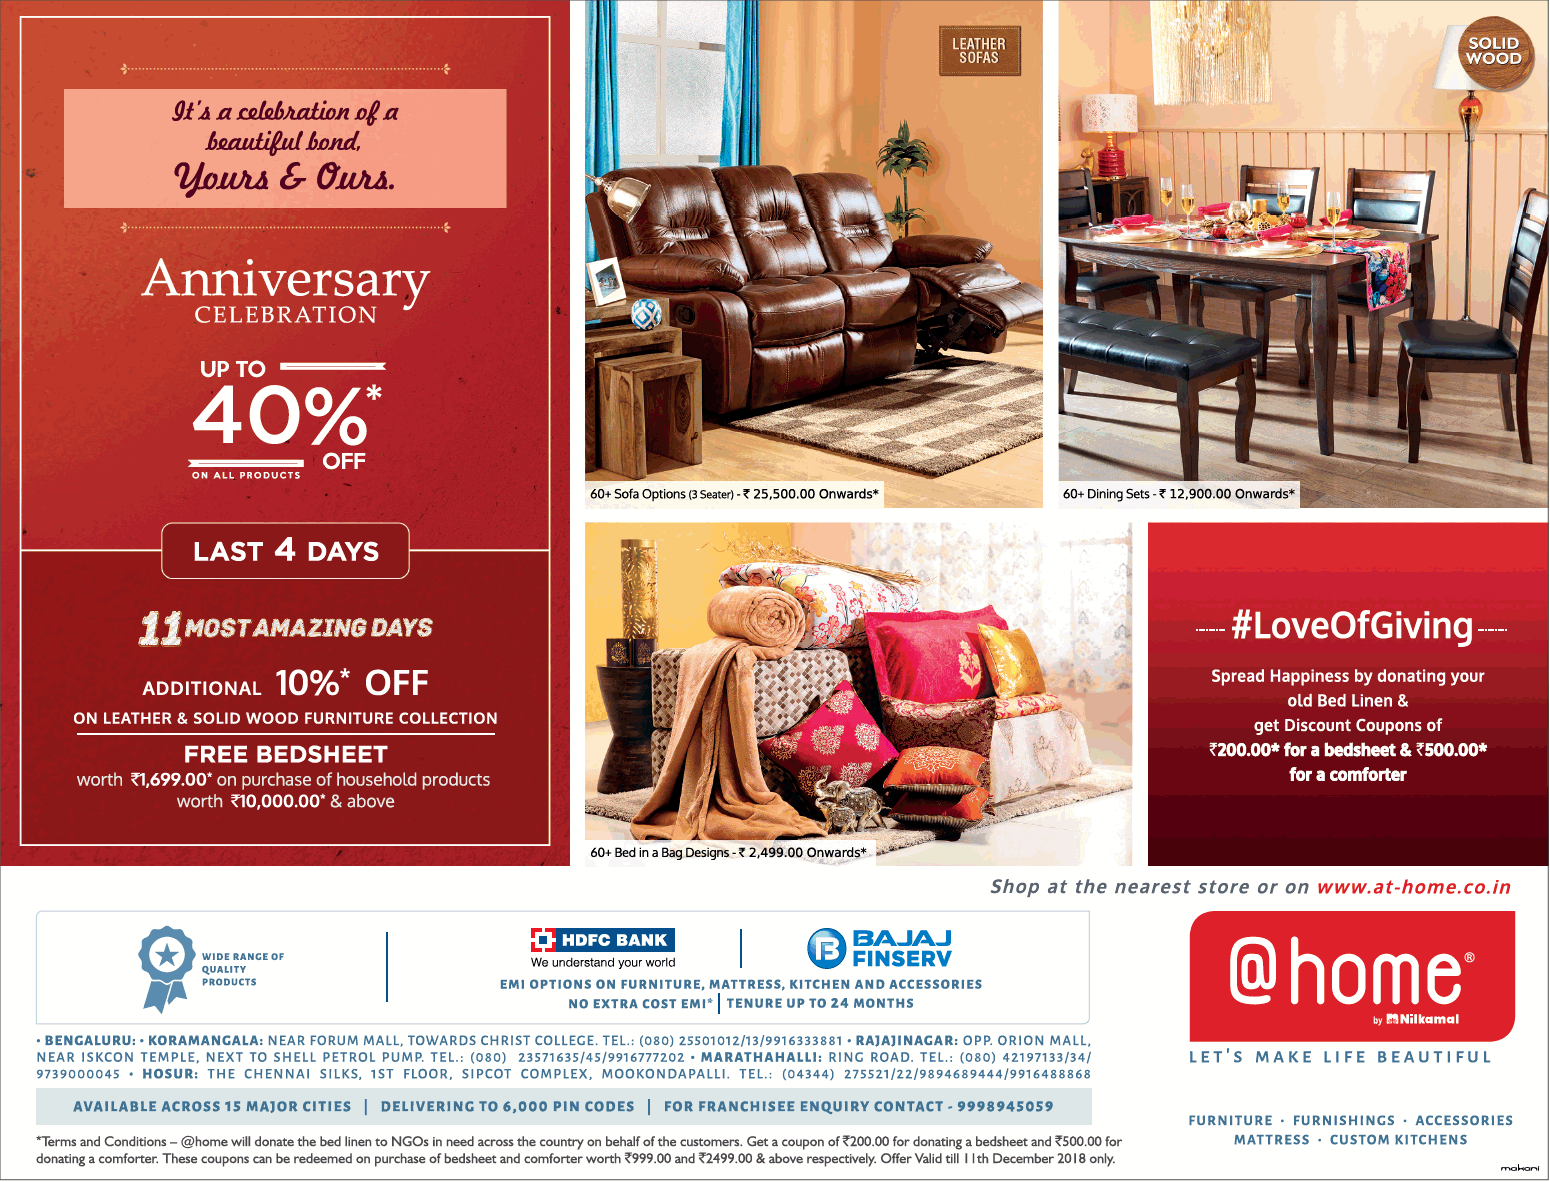 It's a celebration of a
beautiful bond,
Yours & Ours.
Anniversary
CELEBRATION
UP TO
40%*
OFF
ON ALL PRODUCTS
LAST 4 DAYS
11 MOST AMAZING DAYS
ADDITIONAL 10%* OFF
ON LEATHER & SOLID WOOD FURNITURE COLLECTION
FREE BEDSHEET
worth ₹1,699.00* on purchase of household products
worth ₹10,000.00* & above
LEATHER
SOFAS
60+ Sofa Options (3 Seater) - ₹ 25,500.00 Onwards*
SOLID
WOOD
60+ Dining Sets - ₹ 12,900.00 Onwards*
60+ Bed in a Bag Designs - ₹ 2,499.00 Onwards*
#LoveOfGiving
Spread Happiness by donating your
old Bed Linen &
get Discount Coupons of
₹200.00* for a bedsheet & ₹500.00*
for a comforter
Shop at the nearest store or on www.at-home.co.in
WIDE RANGE OF
QUALITY
PRODUCTS
HDFC BANK
We understand your world
B BAJAJ
FINSERV
EMI OPTIONS ON FURNITURE, MATTRESS, KITCHEN AND ACCESSORIES
NO EXTRA COST EMI* | TENURE UP TO 24 MONTHS
@home®
by Nilkamal
LET'S MAKE LIFE BEAUTIFUL
• BENGALURU: • KORAMANGALA: NEAR FORUM MALL, TOWARDS CHRIST COLLEGE. TEL.: (080) 25501012/13/9916333881 • RAJAJINAGAR: OPP. ORION MALL,
NEAR ISKCON TEMPLE, NEXT TO SHELL PETROL PUMP. TEL.: (080) 23571635/45/9916777202 • MARATHAHALLI: RING ROAD. TEL.: (080) 42197133/34/
9739000045 • HOSUR: THE CHENNAI SILKS, 1ST FLOOR, SIPCOT COMPLEX, MOOKONDAPALLI. TEL.: (04344) 275521/22/9894689444/9916488868
AVAILABLE ACROSS 15 MAJOR CITIES | DELIVERING TO 6,000 PIN CODES | FOR FRANCHISEE ENQUIRY CONTACT - 9998945059
FURNITURE • FURNISHINGS • ACCESSORIES
MATTRESS • CUSTOM KITCHENS
*Terms and Conditions – @home will donate the bed linen to NGOs in need across the country on behalf of the customers. Get a coupon of ₹200.00 for donating a bedsheet and ₹500.00 for
donating a comforter. These coupons can be redeemed on purchase of bedsheet and comforter worth ₹999.00 and ₹2499.00 & above respectively. Offer Valid till 11th December 2018 only.
makani